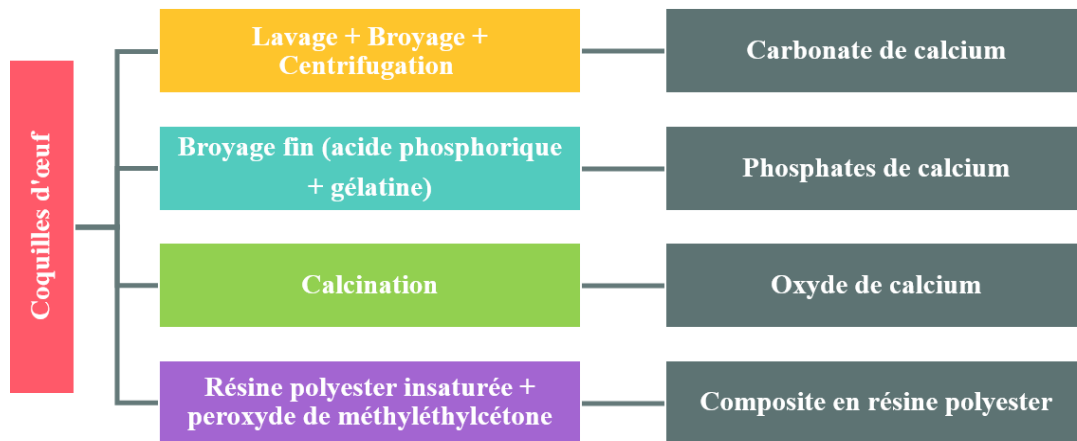 Coquilles d'œuf
Lavage + Broyage +
Centrifugation
Carbonate de calcium
Broyage fin (acide phosphorique
+ gélatine)
Phosphates de calcium
Calcination
Oxyde de calcium
Résine polyester insaturée +
peroxyde de méthyléthylcétone
Composite en résine polyester